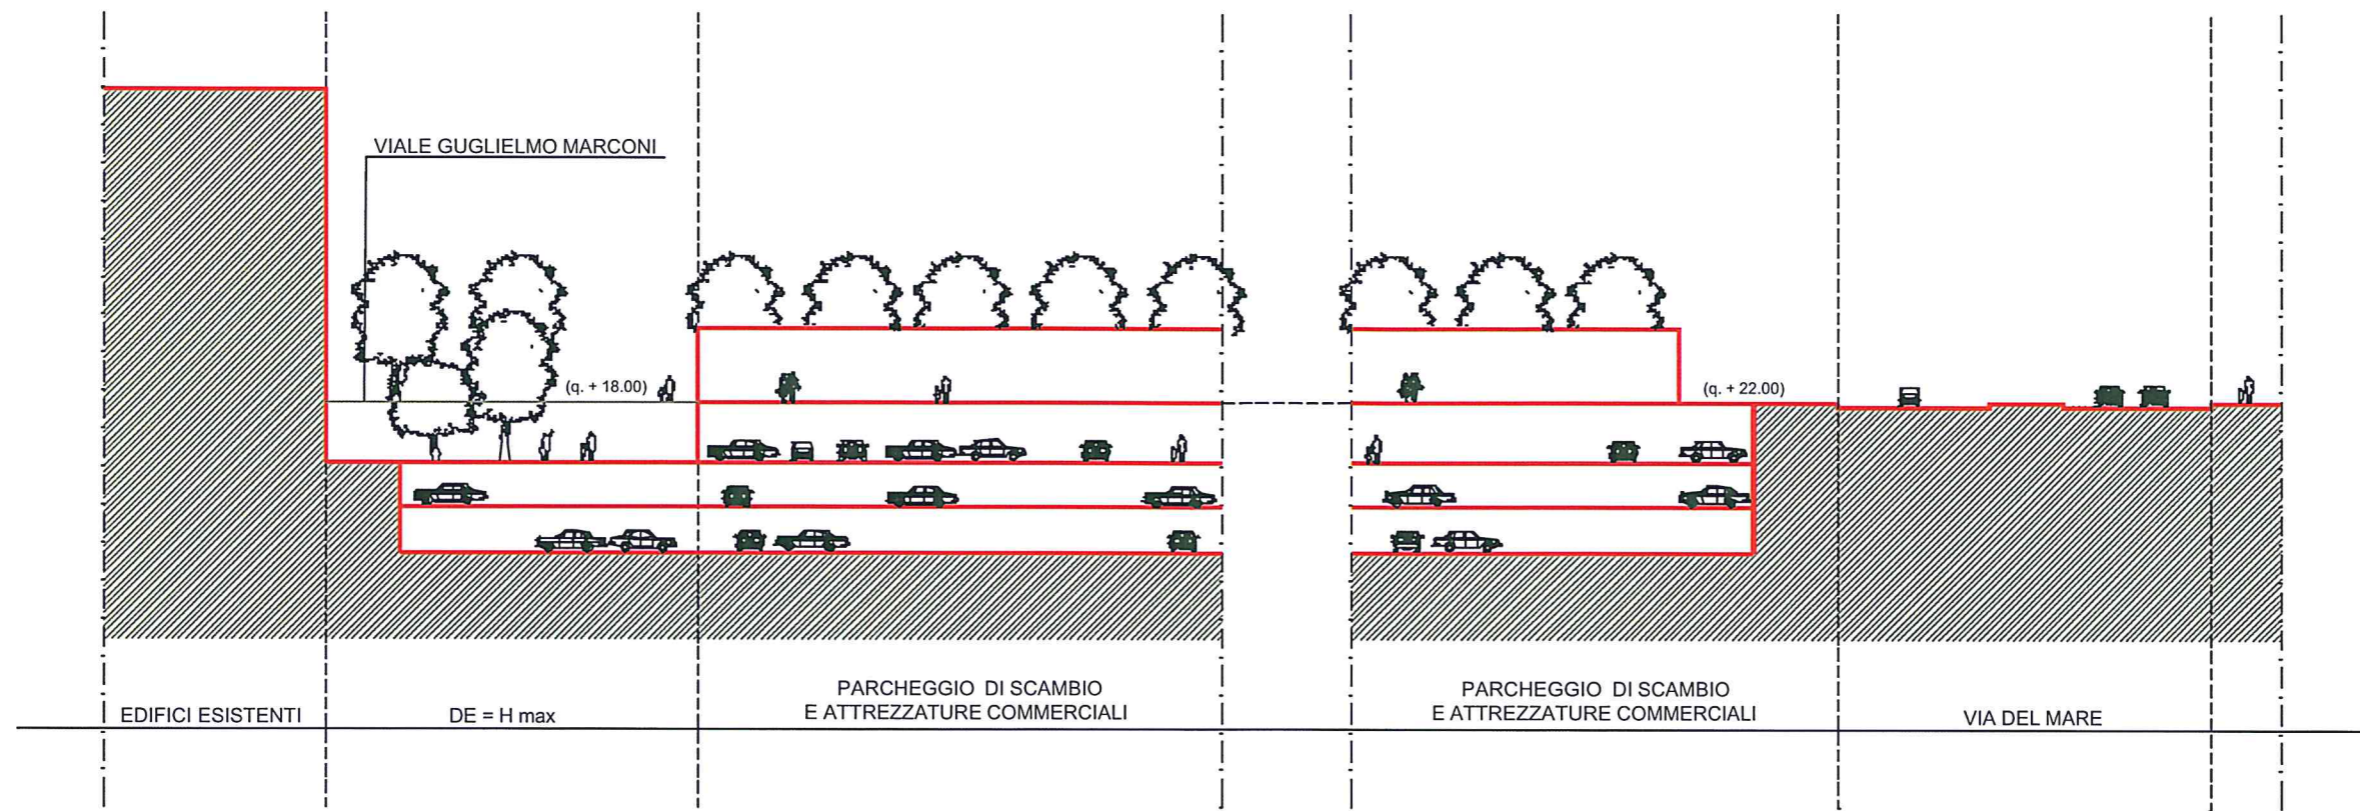 VIALE GUGLIELMO MARCONI
(q. + 18.00)
(q. + 22.00)
EDIFICI ESISTENTI
DE = H max
PARCHEGGIO DI SCAMBIO
E ATTREZZATURE COMMERCIALI
PARCHEGGIO DI SCAMBIO
E ATTREZZATURE COMMERCIALI
VIA DEL MARE